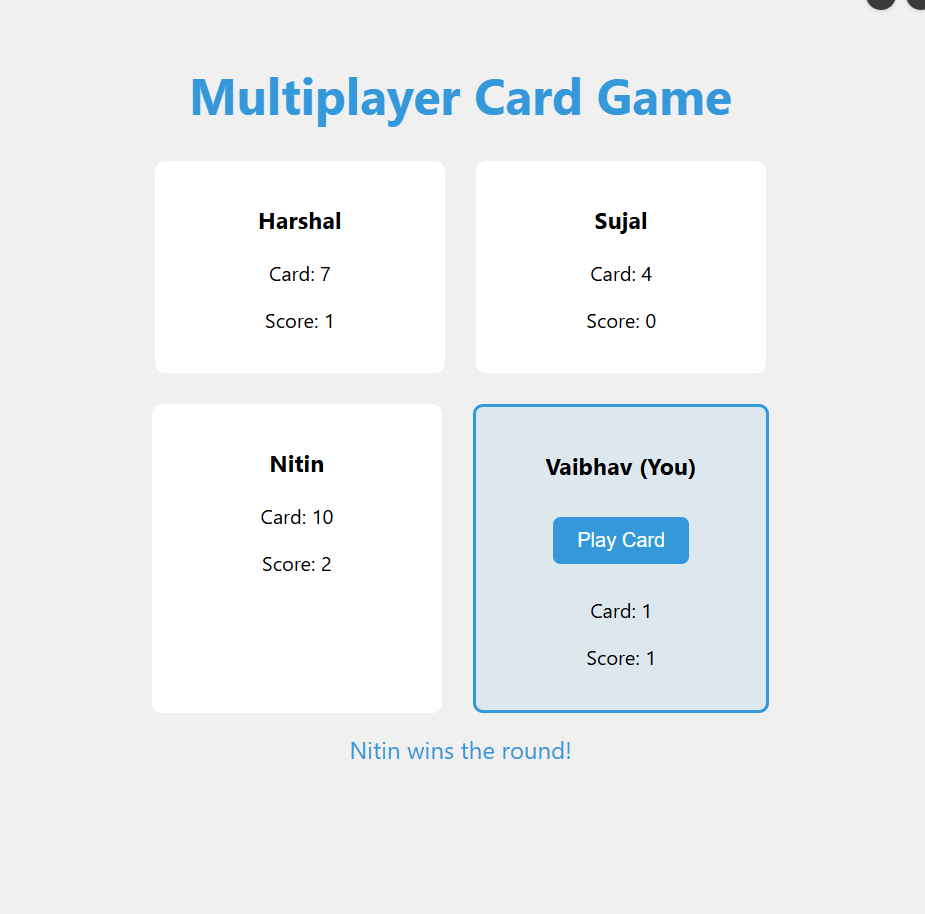 Multiplayer Card Game
Harshal
Card: 7
Score: 1
Sujal
Card: 4
Score: 0
Nitin
Card: 10
Score: 2
Vaibhav (You)
Play Card
Card: 1
Score: 1
Nitin wins the round!